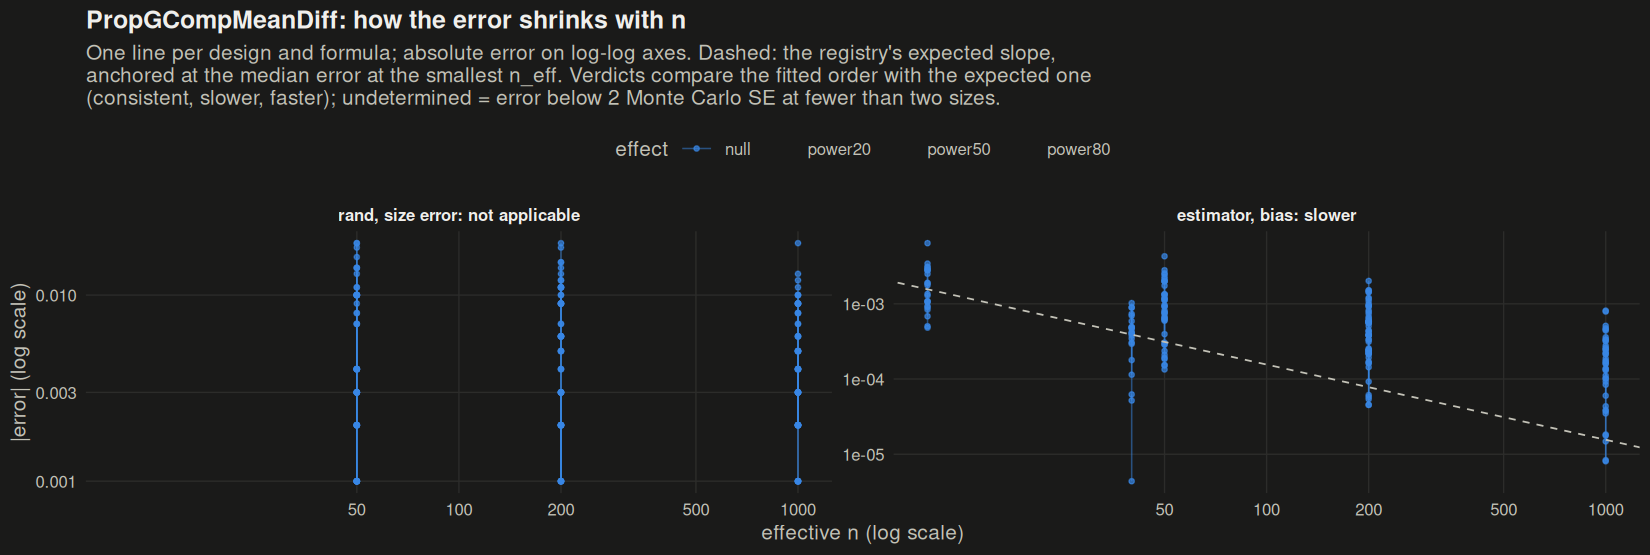 PropGCompMeanDiff: how the error shrinks with n
One line per design and formula; absolute error on log-log axes. Dashed: the registry's expected slope,
anchored at the median error at the smallest n_eff. Verdicts compare the fitted order with the expected one
(consistent, slower, faster); undetermined = error below 2 Monte Carlo SE at fewer than two sizes.
effect null power20 power50 power80
rand, size error: not applicable
estimator, bias: slower
|error| (log scale)
0.010
0.003
0.001
1e-03
1e-04
1e-05
50 100 200 500 1000
50 100 200 500 1000
effective n (log scale)